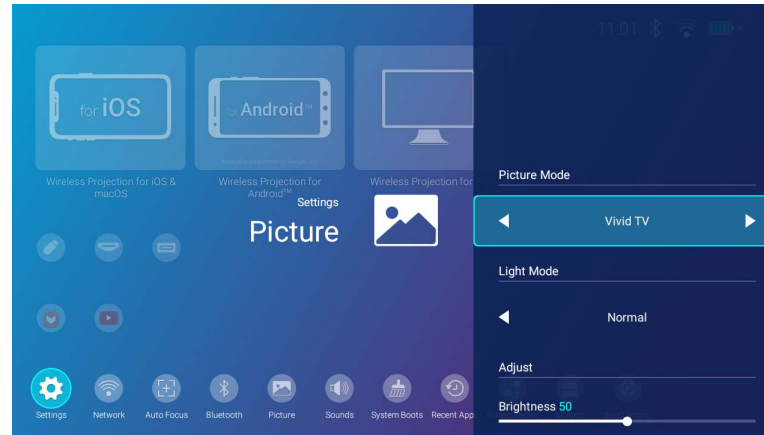 11:01
for iOS
for Android™
Wireless Projection for iOS &
macOS
Wireless Projection for
Android™
Wireless Projection for
Settings
Picture
Picture Mode
Vivid TV
Light Mode
Normal
Adjust
Brightness 50
Settings
Network
Auto Focus
Bluetooth
Picture
Sounds
System Boots
Recent App